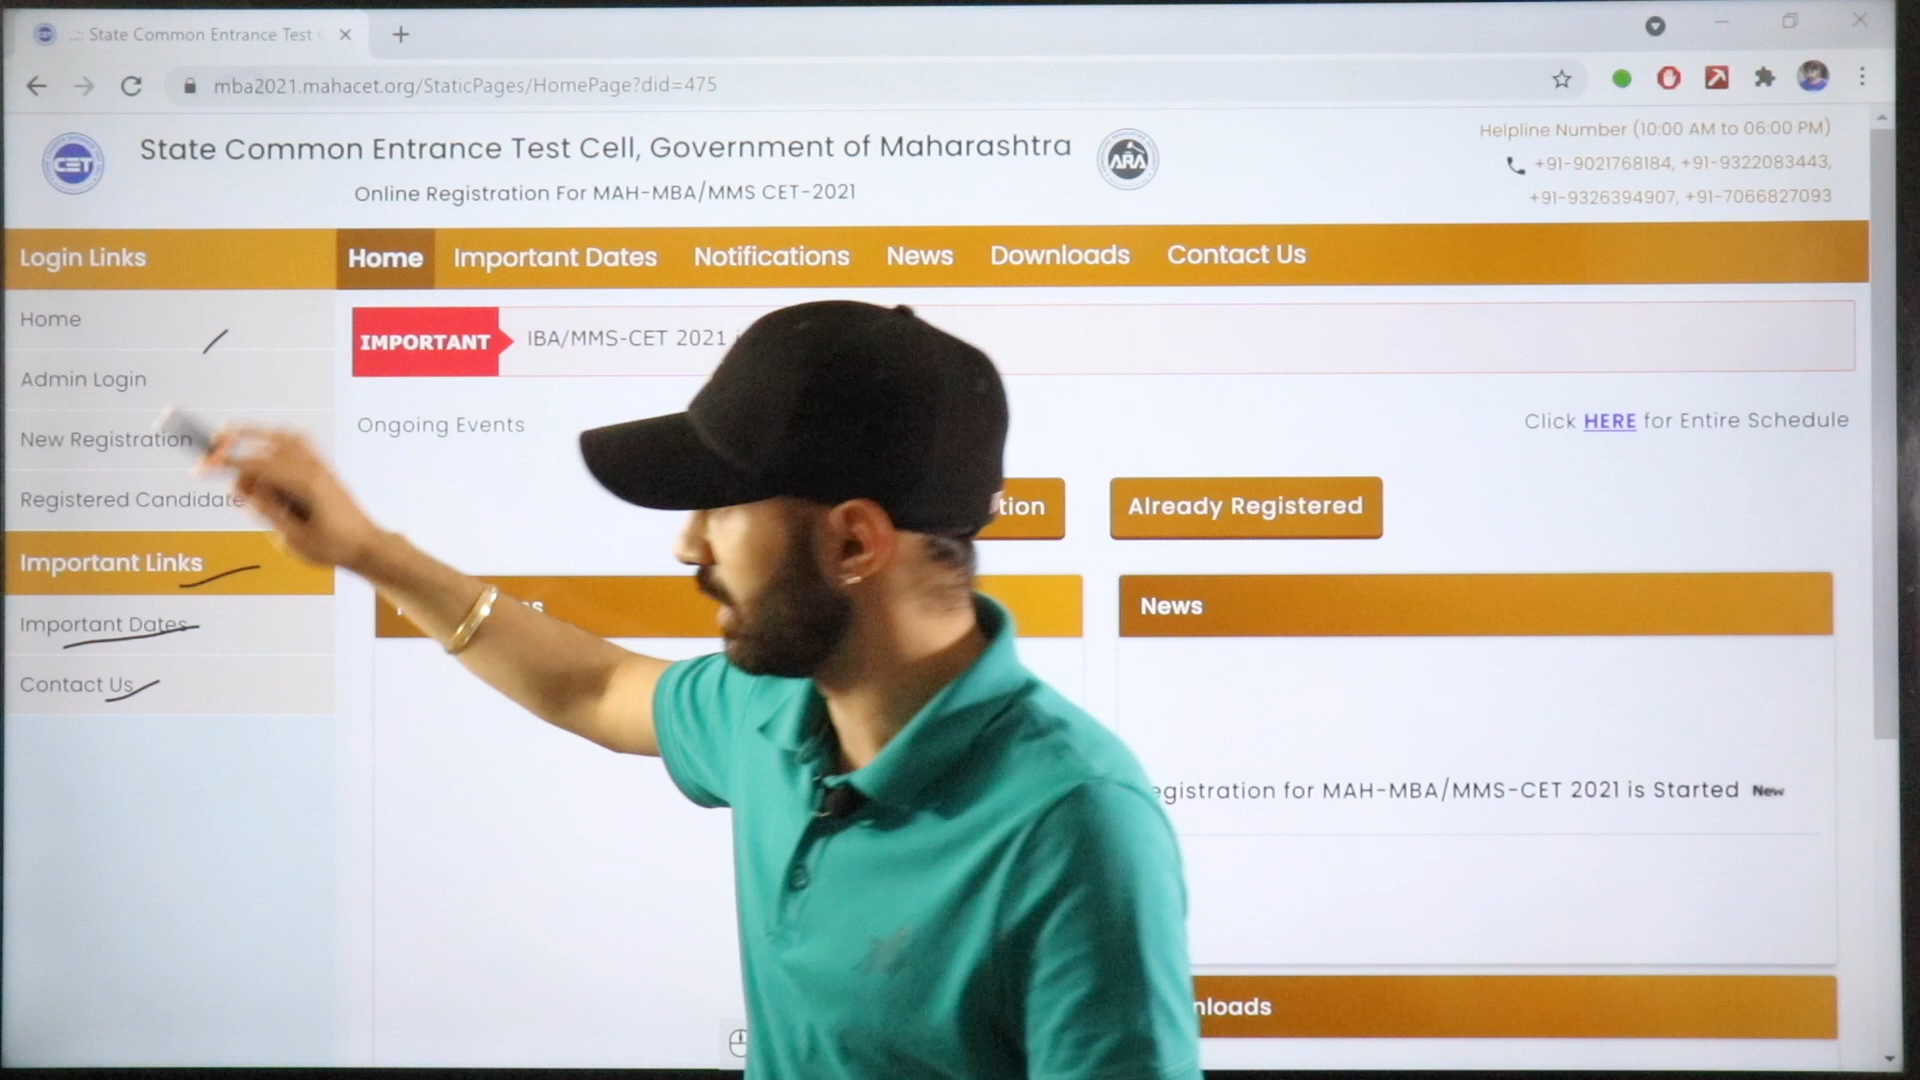 State Common Entrance Test
mba2021.mahacet.org/StaticPages/HomePage?did=475
CET
State Common Entrance Test Cell, Government of Maharashtra
Online Registration For MAH-MBA/MMS CET-2021
ARA
Helpline Number (10:00 AM to 06:00 PM)
+91-9021768184, +91-9322083443,
+91-9326394907, +91-7066827093
Login Links
Home Important Dates Notifications News Downloads Contact Us
Home
Admin Login
New Registration
Registered Candidate
Important Links
Important Dates
Contact Us
IMPORTANT
IBA/MMS-CET 2021
Ongoing Events
Click HERE for Entire Schedule
tion
Already Registered
News
egistration for MAH-MBA/MMS-CET 2021 is Started New
nloads